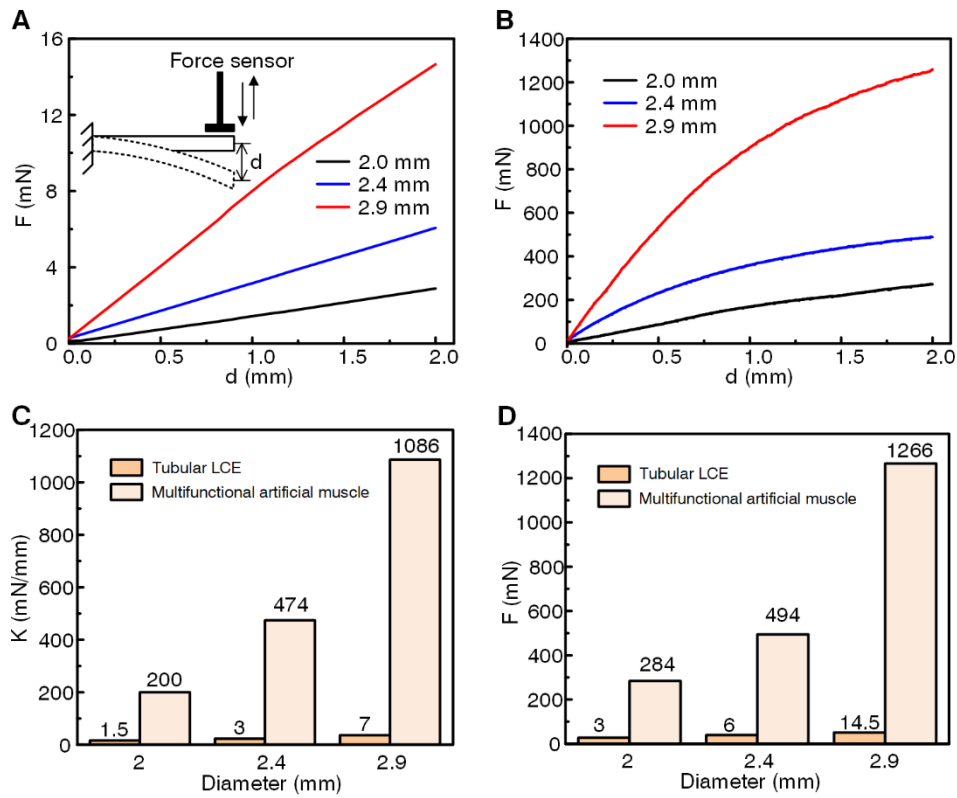 A
16
12
8
4
0
F (mN)
Force sensor
d
2.0 mm
2.4 mm
2.9 mm
0.0 0.5 1.0 1.5 2.0
d (mm)
B
1400
1200
1000
800
600
400
200
0
F (mN)
2.0 mm
2.4 mm
2.9 mm
0.0 0.5 1.0 1.5 2.0
d (mm)
C
1200
1000
800
600
400
200
0
K (mN/mm)
Tubular LCE
Multifunctional artificial muscle
1.5 200 3 474 7 1086
2 2.4 2.9
Diameter (mm)
D
1400
1200
1000
800
600
400
200
0
F (mN)
Tubular LCE
Multifunctional artificial muscle
3 284 6 494 14.5 1266
2 2.4 2.9
Diameter (mm)